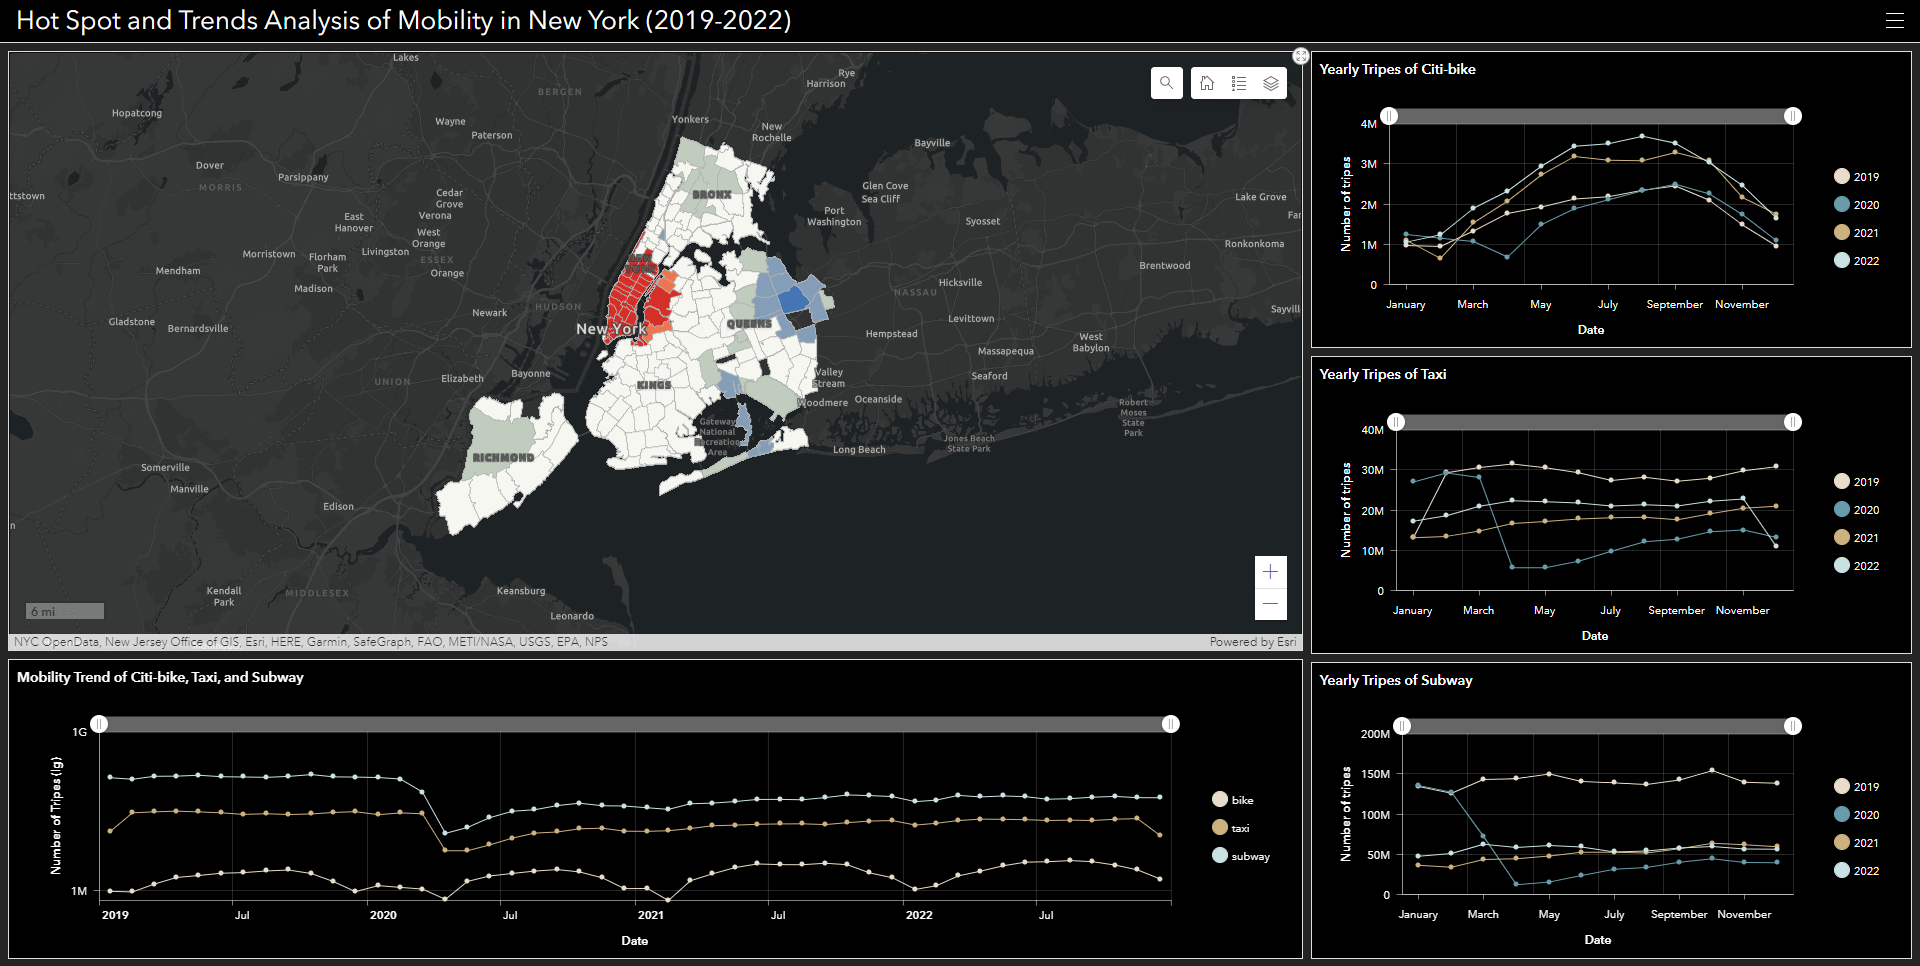 Hot Spot and Trends Analysis of Mobility in New York (2019-2022)
Lakes
Rye
Harrison
BERGEN
Hopatcong
Wayne
Paterson
Yonkers
New
Rochelle
Bayville
Dover
Parsippany
MORRIS
ttstown
Cedar
Grove
Verona
Glen Cove
Sea Cliff
Lake Grove
East
Hanover
West
Orange
Port
Washington
Syosset
Far
BRONX
Morristown
Florham
Park
Livingston
ESSEX
Orange
Ronkonkoma
Mendham
Madison
Brentwood
Hicksville
NASSAU
HUDSON
Newark
Gladstone
Bernardsville
New York
QUEENS
Levittown
Hempstead
West
Babylon
Sayvill
Massapequa
Seaford
UNION
Elizabeth
Bayonne
KINGS
Valley
Stream
Woodmere
Oceanside
Robert
Moses
State
Park
Gateway
National
Recreation
Area
Long Beach
Jones Beach
State Park
RICHMOND
Somerville
Manville
Edison
n
Kendall
Park
MIDDLESEX
Keansburg
Leonardo
6 mi
NYC OpenData, New Jersey Office of GIS, Esri, HERE, Garmin, SafeGraph, FAO, METI/NASA, USGS, EPA, NPS
Powered by Esri
Mobility Trend of Citi-bike, Taxi, and Subway
1G
1M
Number of Tripes (lg)
2019
Jul
2020
Jul
2021
Jul
2022
Jul
Date
bike
taxi
subway
Yearly Tripes of Citi-bike
4M
3M
2M
1M
0
Number of tripes
January
March
May
July
September
November
Date
2019
2020
2021
2022
Yearly Tripes of Taxi
40M
30M
20M
10M
0
Number of tripes
January
March
May
July
September
November
Date
2019
2020
2021
2022
Yearly Tripes of Subway
200M
150M
100M
50M
0
Number of tripes
January
March
May
July
September
November
Date
2019
2020
2021
2022